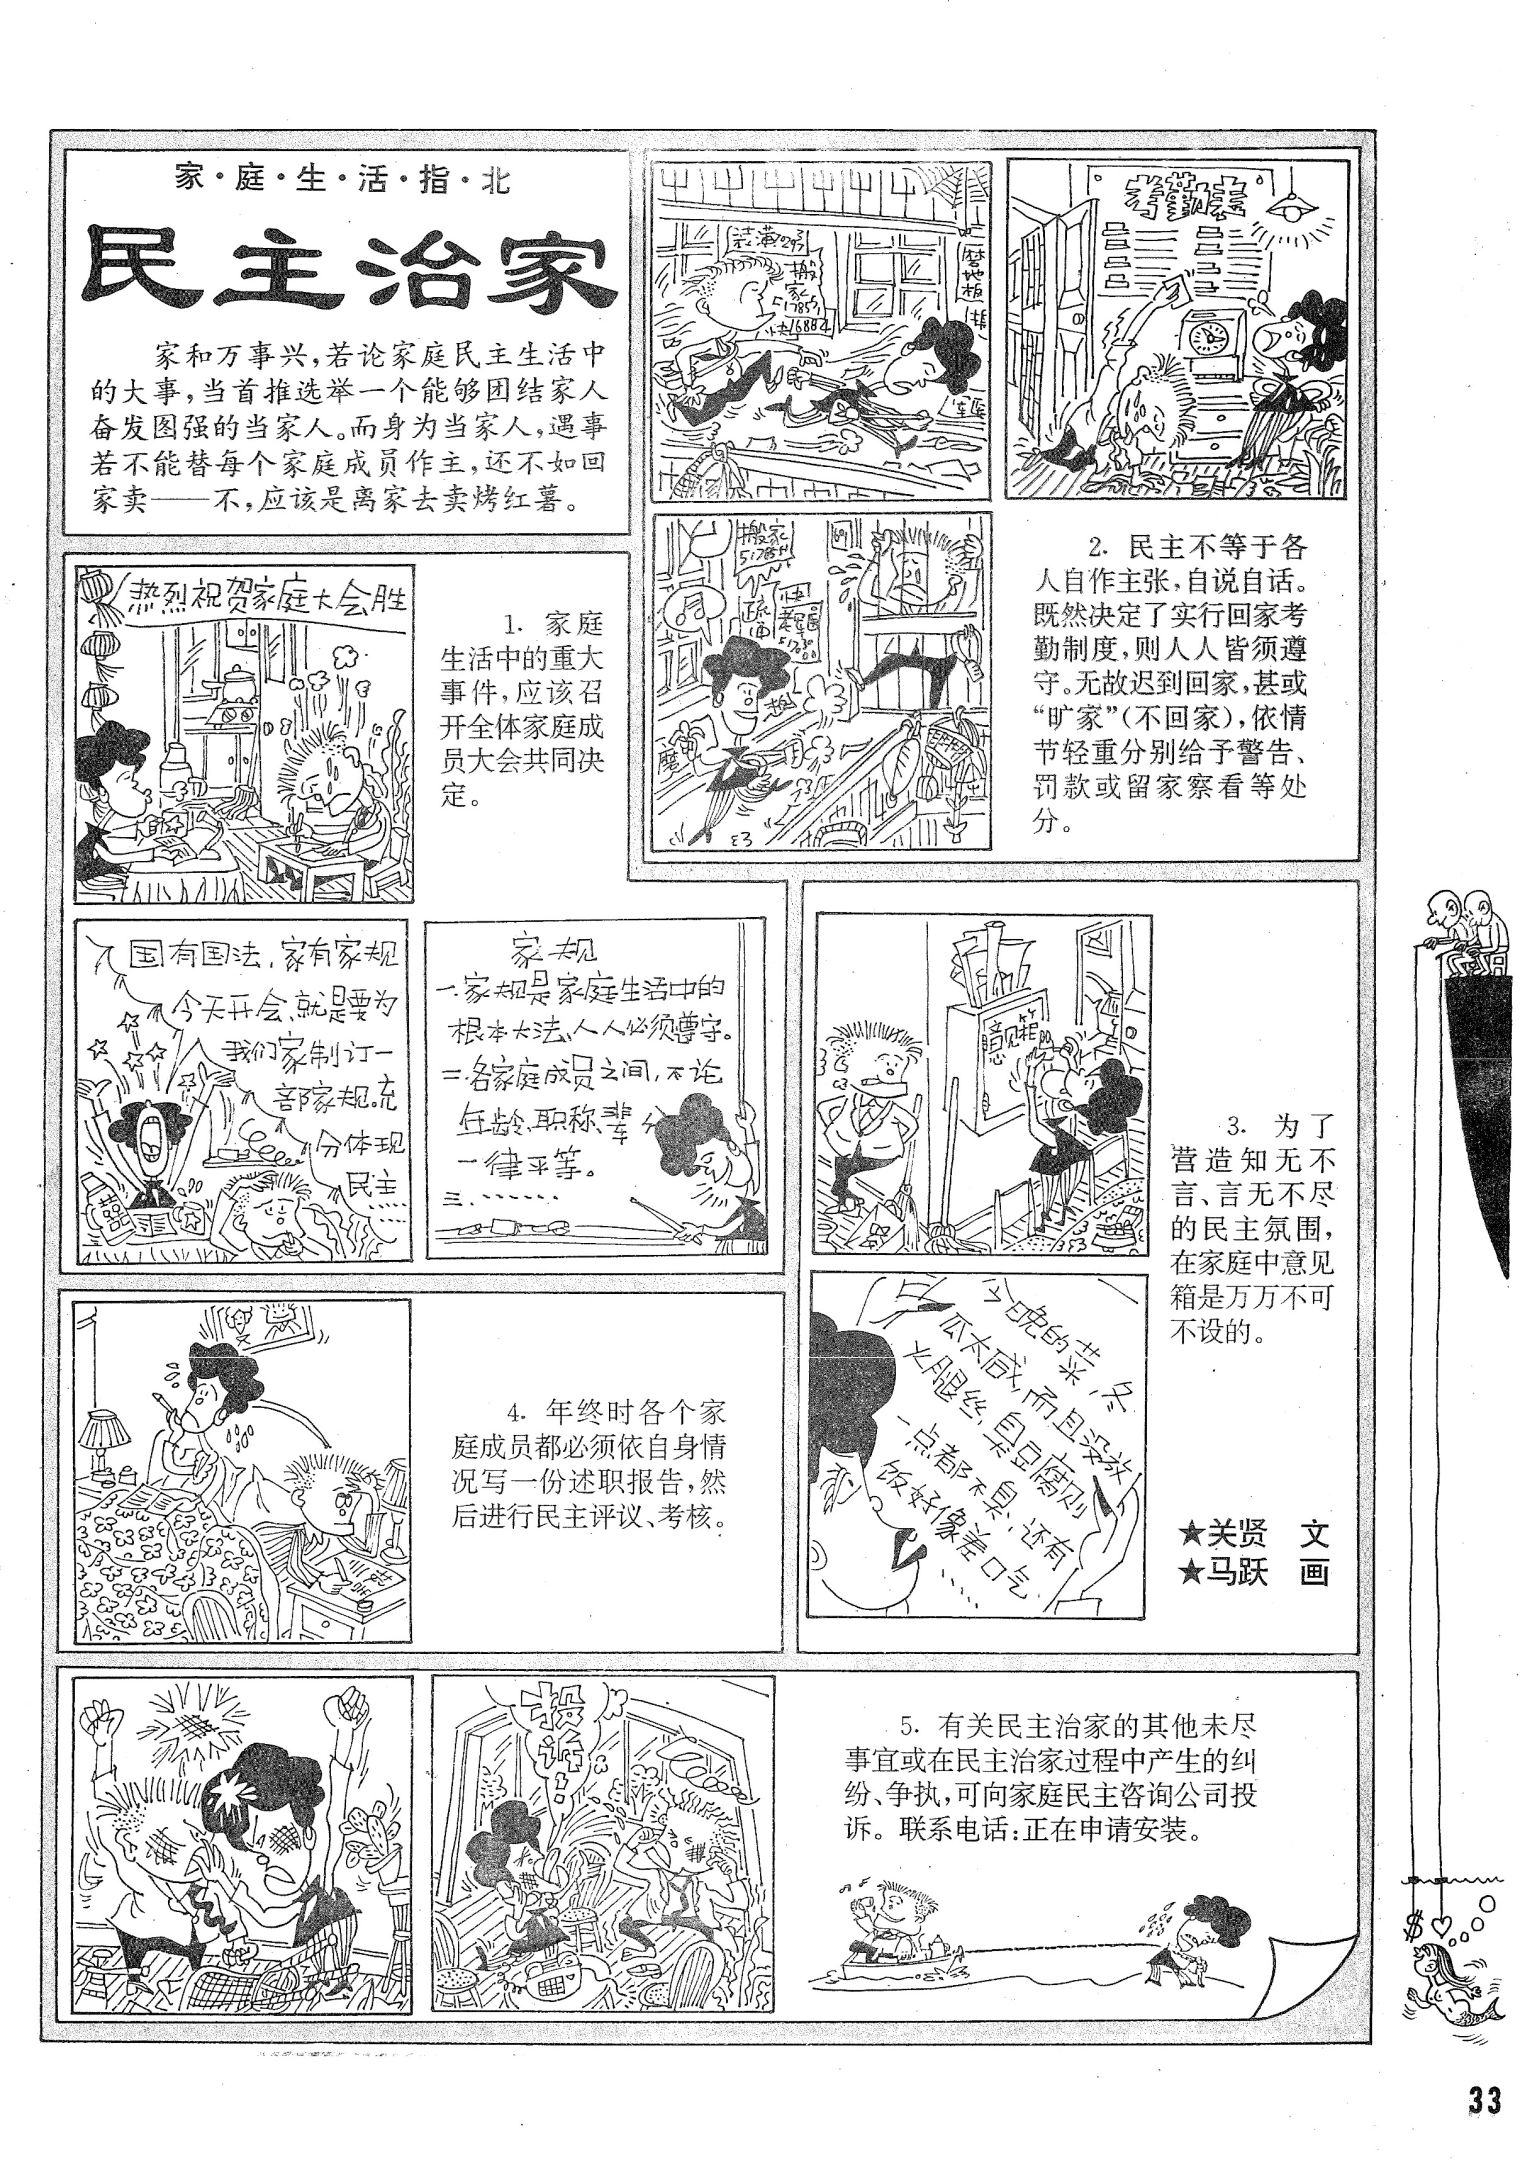 家·庭·生·活·指·北
民主治家
家和万事兴，若论家庭民主生活中
的大事，当首推选举一个能够团结家人
奋发图强的当家人。而身为当家人，遇事
若不能替每个家庭成员作主，还不如回
家卖——不，应该是离家去卖烤红薯。
热烈祝贺家庭大会胜
1. 家庭
生活中的重大
事件，应该召
开全体家庭成
员大会共同决
定。
国有国法，家有家规
今天开会、就是要为
我们家制订一
部家规。充
分体现
民主……
家规
一、家规是家庭生活中的
根本大法、人人必须遵守。
二、各家庭成员之间，不论
年龄、职称、辈分
一律平等。
三……
搬家
磨地板
考勤表
搬家
2. 民主不等于各
人自作主张，自说自话。
既然决定了实行回家考
勤制度，则人人皆须遵
守。无故迟到回家，甚或
“旷家”（不回家），依情
节轻重分别给予警告、
罚款或留家察看等处
分。
意见箱
3. 为了
营造知无不
言、言无不尽
的民主氛围，
在家庭中意见
箱是万万不可
不设的。
今晚的菜，冬
瓜太咸，而且没放
火腿丝，臭豆腐则
一点都不臭，还有
饭好像差口气
……
★关贤 文
★马跃 画
4. 年终时各个家
庭成员都必须依自身情
况写一份述职报告，然
后进行民主评议、考核。
投诉！
5. 有关民主治家的其他未尽
事宜或在民主治家过程中产生的纠
纷、争执，可向家庭民主咨询公司投
诉。联系电话：正在申请安装。
$
33